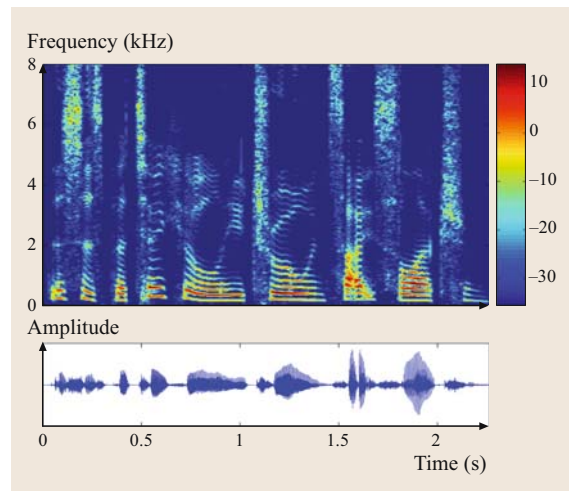 Frequency (kHz)
8
6
4
2
0
10
0
–10
–20
–30
Amplitude
0 0.5 1 1.5 2
Time (s)